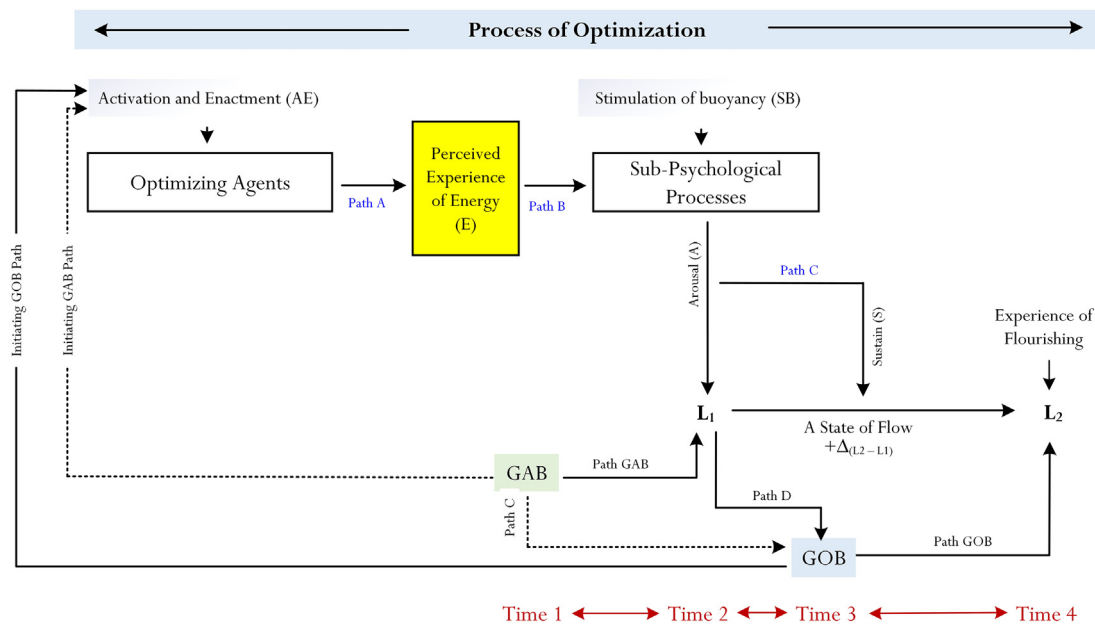 Process of Optimization
Activation and Enactment (AE)
Stimulation of buoyancy (SB)
Optimizing Agents
Path A
Perceived
Experience
of Energy
(E)
Path B
Sub-Psychological
Processes
Initiating GOB Path
Initiating GAB Path
Arousal (A)
Path C
Sustain (S)
Experience of
Flourishing
L1
A State of Flow
+Δ(L2 – L1)
L2
GAB
Path GAB
Path C
Path D
GOB
Path GOB
Time 1
Time 2
Time 3
Time 4